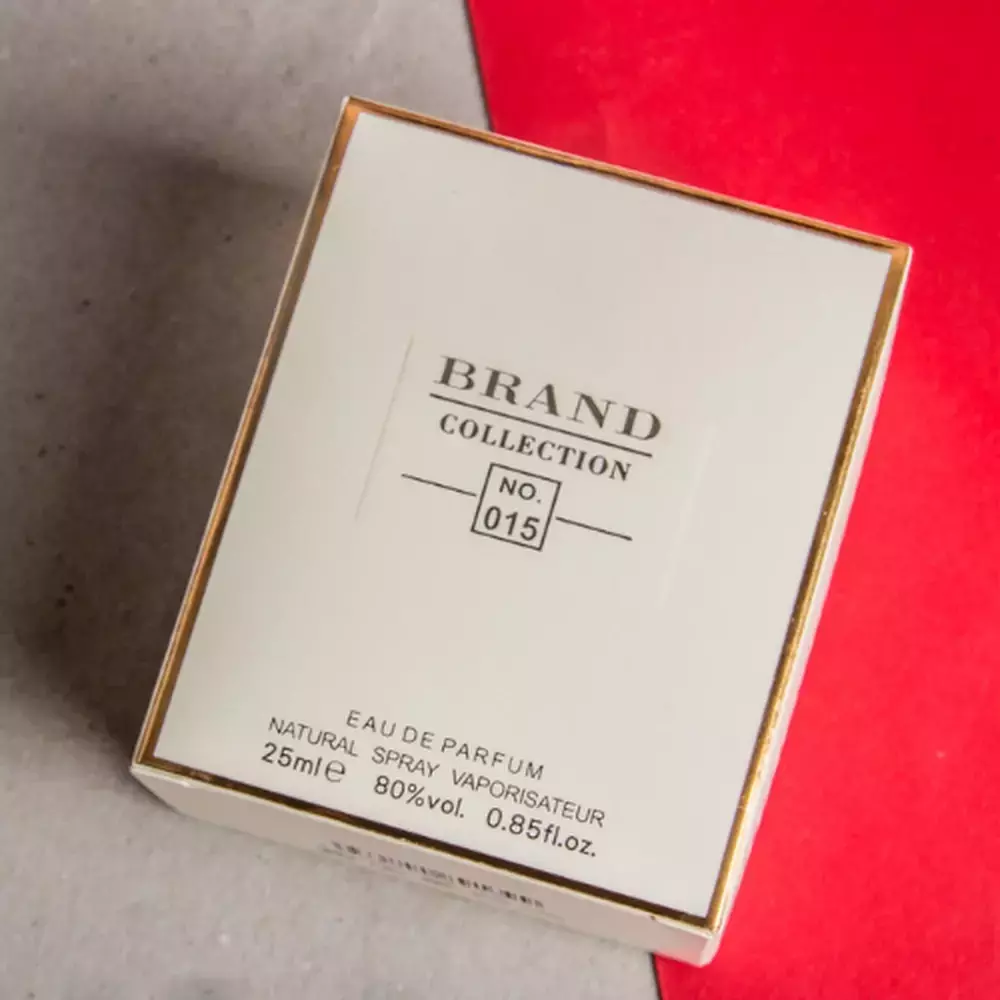 BRAND
COLLECTION
NO.
015
EAU DE PARFUM
NATURAL SPRAY VAPORISATEUR
25ml℮ 80%vol. 0.85fl.oz.